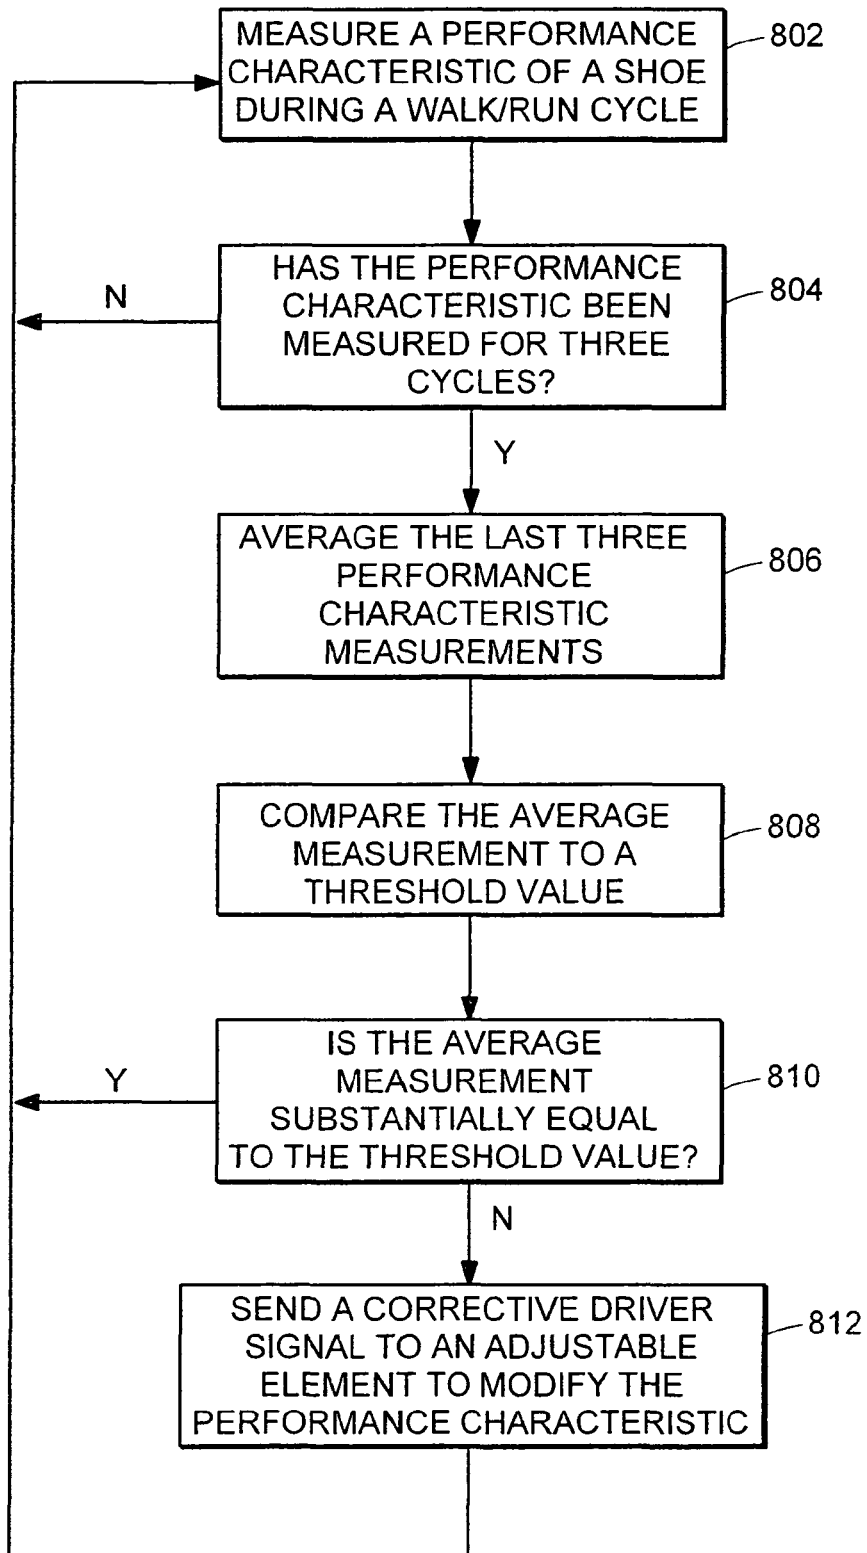 MEASURE A PERFORMANCE
CHARACTERISTIC OF A SHOE
DURING A WALK/RUN CYCLE
802
HAS THE PERFORMANCE
CHARACTERISTIC BEEN
MEASURED FOR THREE
CYCLES?
804
N
Y
AVERAGE THE LAST THREE
PERFORMANCE
CHARACTERISTIC
MEASUREMENTS
806
COMPARE THE AVERAGE
MEASUREMENT TO A
THRESHOLD VALUE
808
IS THE AVERAGE
MEASUREMENT
SUBSTANTIALLY EQUAL
TO THE THRESHOLD VALUE?
810
Y
N
SEND A CORRECTIVE DRIVER
SIGNAL TO AN ADJUSTABLE
ELEMENT TO MODIFY THE
PERFORMANCE CHARACTERISTIC
812